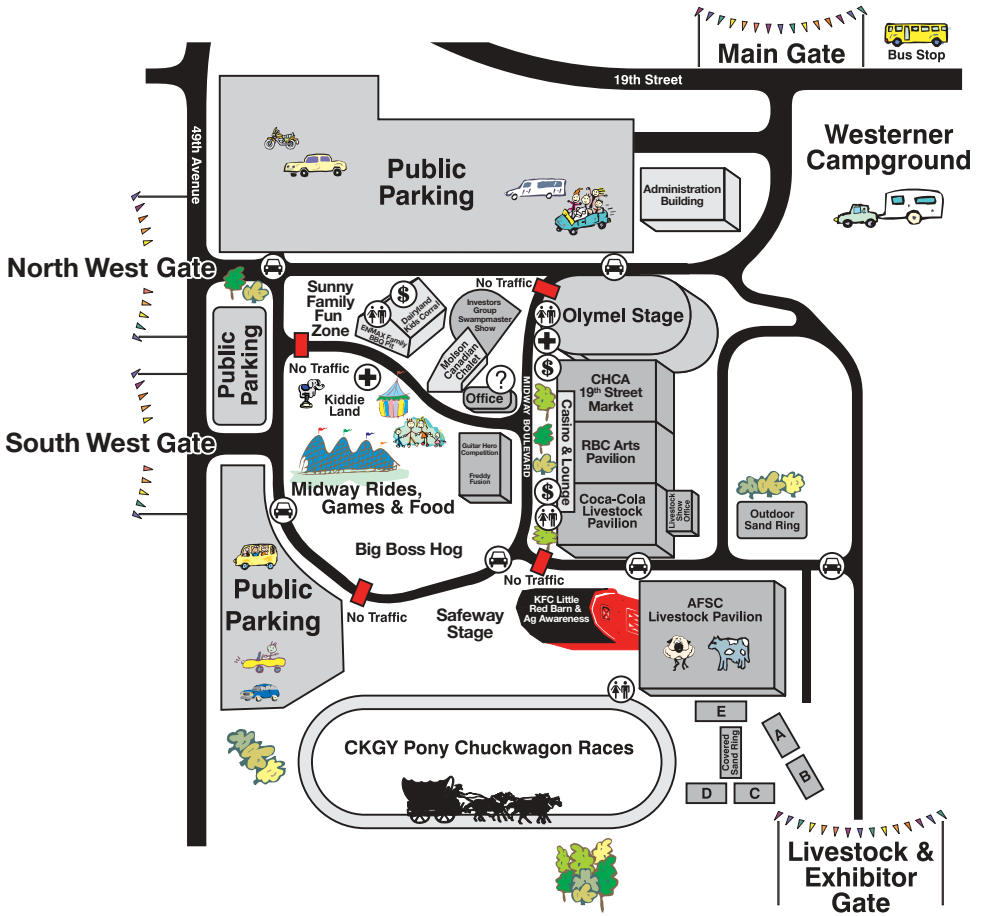 Main Gate
Bus Stop
19th Street
49th Avenue
Westerner
Campground
Public
Parking
Administration
Building
North West Gate
No Traffic
Sunny
Family
Fun
Zone
$
Dairyland
Kids Corral
ENMAX Family
BBQ Pit
Investors
Group
Swampmaster
Show
Molson
Canadian
Chalet
?
Office
Olymel Stage
$
Public
Parking
No Traffic
Kiddie
Land
MIDWAY BOULEVARD
Casino & Lounge
CHCA
19th Street
Market
RBC Arts
Pavilion
Coca-Cola
Livestock
Pavilion
Livestock
Show
Office
$
South West Gate
Guitar Hero
Competition
Freddy
Fusion
Midway Rides,
Games & Food
Outdoor
Sand Ring
Big Boss Hog
No Traffic
Public
Parking
No Traffic
Safeway
Stage
KFC Little
Red Barn &
Ag Awareness
AFSC
Livestock Pavilion
CKGY Pony Chuckwagon Races
E
A
Covered
Sand Ring
B
D
C
Livestock &
Exhibitor
Gate